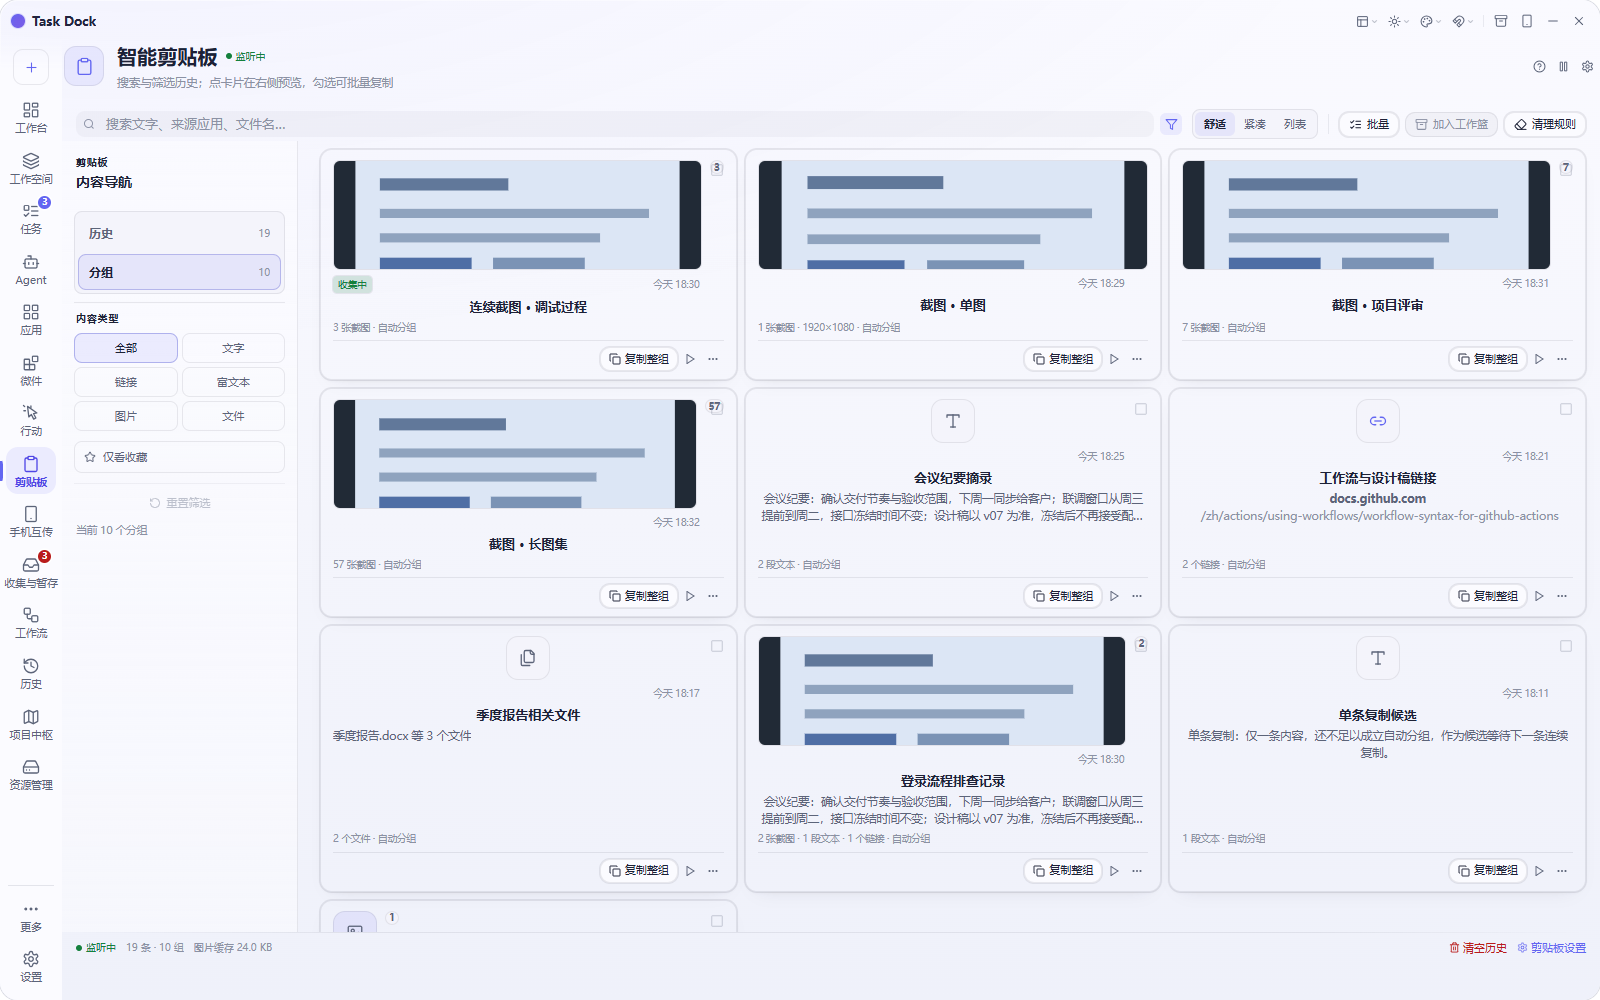 Task Dock
智能剪贴板
监听中
搜索与筛选历史；点卡片在右侧预览，勾选可批量复制
搜索文字、来源应用、文件名...
舒适
紧凑
列表
批量
加入工作篮
清理规则
工作台
工作空间
3
任务
Agent
应用
微件
行动
剪贴板
手机互传
3
收集与暂存
工作流
历史
项目中枢
资源管理
更多
设置
剪贴板
内容导航
历史 19
分组 10
内容类型
全部
文字
链接
富文本
图片
文件
仅看收藏
重置筛选
当前 10 个分组
3
收集中
今天 18:30
连续截图 • 调试过程
3 张截图 · 自动分组
复制整组
今天 18:29
截图 • 单图
1 张截图 · 1920×1080 · 自动分组
复制整组
7
今天 18:31
截图 • 项目评审
7 张截图 · 自动分组
复制整组
57
今天 18:32
截图 • 长图集
57 张截图 · 自动分组
复制整组
今天 18:25
会议纪要摘录
会议纪要：确认交付节奏与验收范围，下周一同步给客户；联调窗口从周三
提前到周二，接口冻结时间不变；设计稿以 v07 为准，冻结后不再接受配...
2 段文本 · 自动分组
复制整组
今天 18:21
工作流与设计稿链接
docs.github.com
/zh/actions/using-workflows/workflow-syntax-for-github-actions
2 个链接 · 自动分组
复制整组
今天 18:17
季度报告相关文件
季度报告.docx 等 3 个文件
2 个文件 · 自动分组
复制整组
2
今天 18:30
登录流程排查记录
会议纪要：确认交付节奏与验收范围，下周一同步给客户；联调窗口从周三
提前到周二，接口冻结时间不变；设计稿以 v07 为准，冻结后不再接受配...
2 张截图 · 1 段文本 · 1 个链接 · 自动分组
复制整组
今天 18:11
单条复制候选
单条复制：仅一条内容，还不足以成立自动分组，作为候选等待下一条连续
复制。
1 段文本 · 自动分组
复制整组
1
监听中
19 条 · 10 组
图片缓存 24.0 KB
清空历史
剪贴板设置